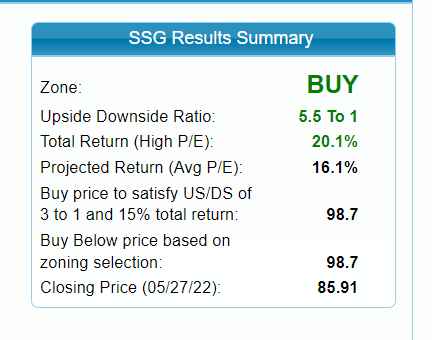 SSG Results Summary
Zone: BUY
Upside Downside Ratio: 5.5 To 1
Total Return (High P/E): 20.1%
Projected Return (Avg P/E): 16.1%
Buy price to satisfy US/DS of
3 to 1 and 15% total return: 98.7
Buy Below price based on
zoning selection: 98.7
Closing Price (05/27/22): 85.91